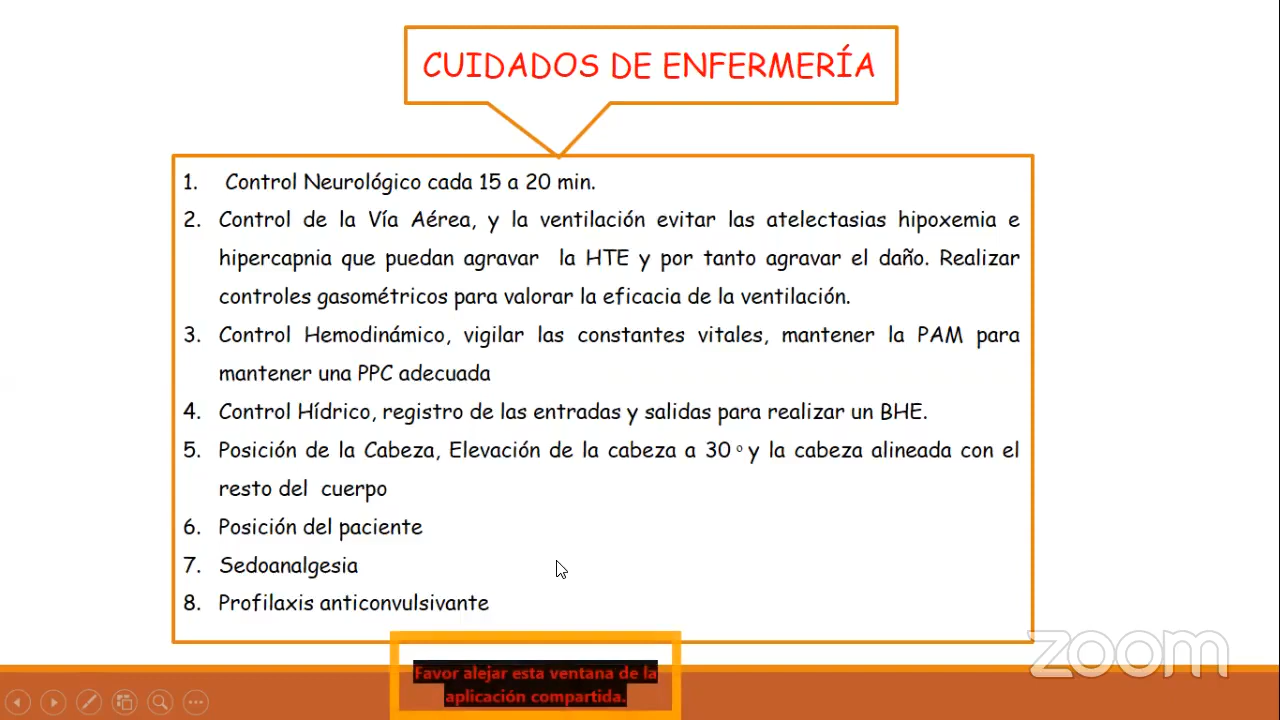 CUIDADOS DE ENFERMERÍA
1. Control Neurológico cada 15 a 20 min.
2. Control de la Vía Aérea, y la ventilación evitar las atelectasias hipoxemia e
hipercapnia que puedan agravar la HTE y por tanto agravar el daño. Realizar
controles gasométricos para valorar la eficacia de la ventilación.
3. Control Hemodinámico, vigilar las constantes vitales, mantener la PAM para
mantener una PPC adecuada
4. Control Hídrico, registro de las entradas y salidas para realizar un BHE.
5. Posición de la Cabeza, Elevación de la cabeza a 30 º y la cabeza alineada con el
resto del cuerpo
6. Posición del paciente
7. Sedoanalgesia
8. Profilaxis anticonvulsivante
zoom
Favor alejar esta ventana de la
aplicación compartida.